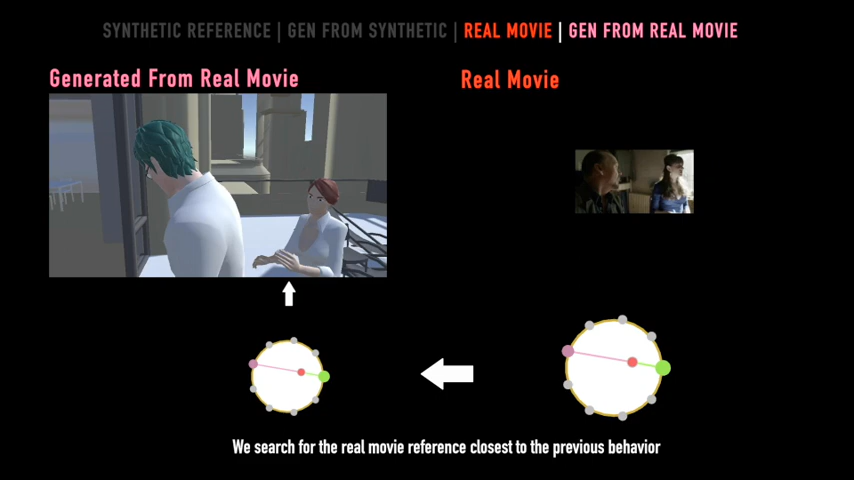 SYNTHETIC REFERENCE | GEN FROM SYNTHETIC | REAL MOVIE | GEN FROM REAL MOVIE
Generated From Real Movie
Real Movie
We search for the real movie reference closest to the previous behavior